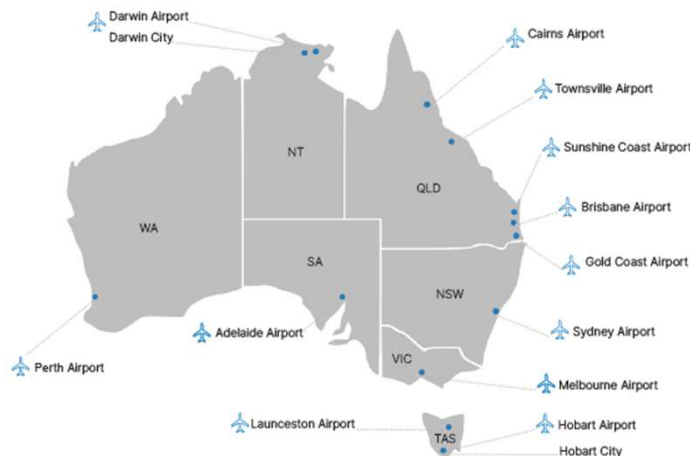 Darwin Airport
Darwin City
Cairns Airport
Townsville Airport
Sunshine Coast Airport
NT
QLD
Brisbane Airport
WA
SA
Gold Coast Airport
NSW
Adelaide Airport
Sydney Airport
VIC
Perth Airport
Melbourne Airport
Launceston Airport
Hobart Airport
TAS
Hobart City